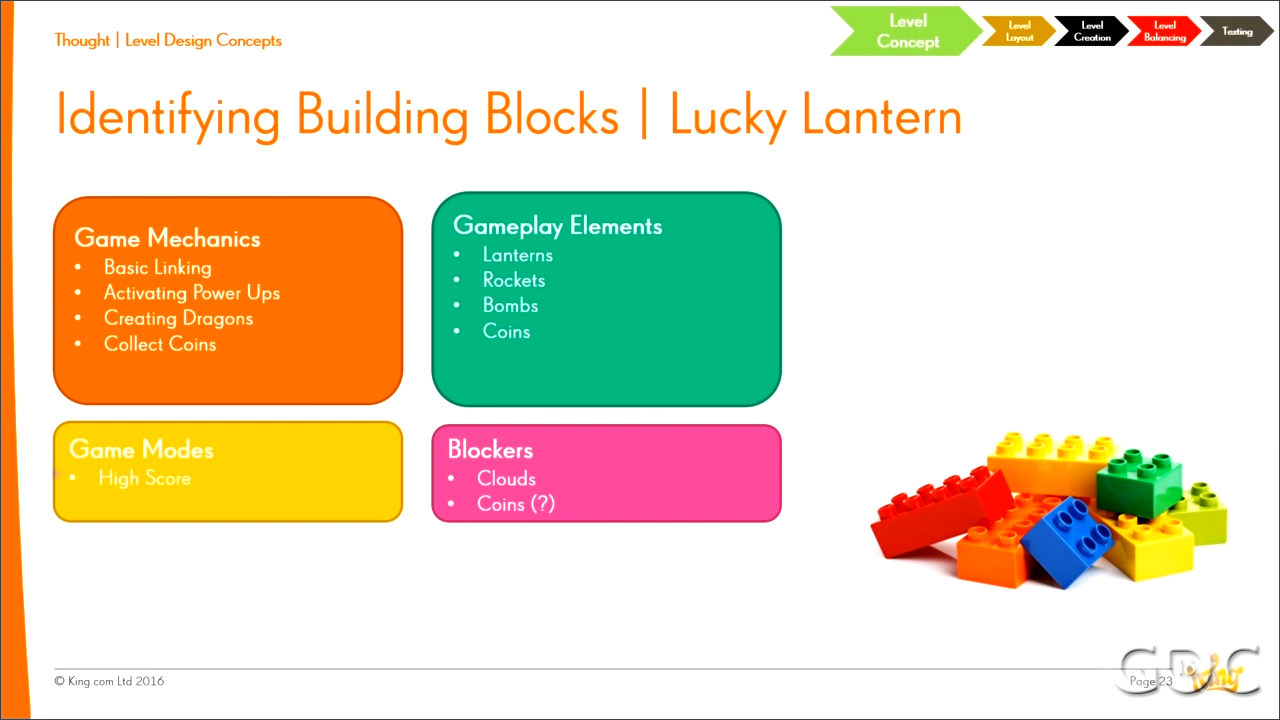 Thought | Level Design Concepts
Level
Concept
Level
Layout
Level
Creation
Level
Balancing
Testing
Identifying Building Blocks | Lucky Lantern
Game Mechanics
• Basic Linking
• Activating Power Ups
• Creating Dragons
• Collect Coins
Gameplay Elements
• Lanterns
• Rockets
• Bombs
• Coins
Game Modes
• High Score
Blockers
• Clouds
• Coins (?)
© King com Ltd 2016
Page 23
King
GDC